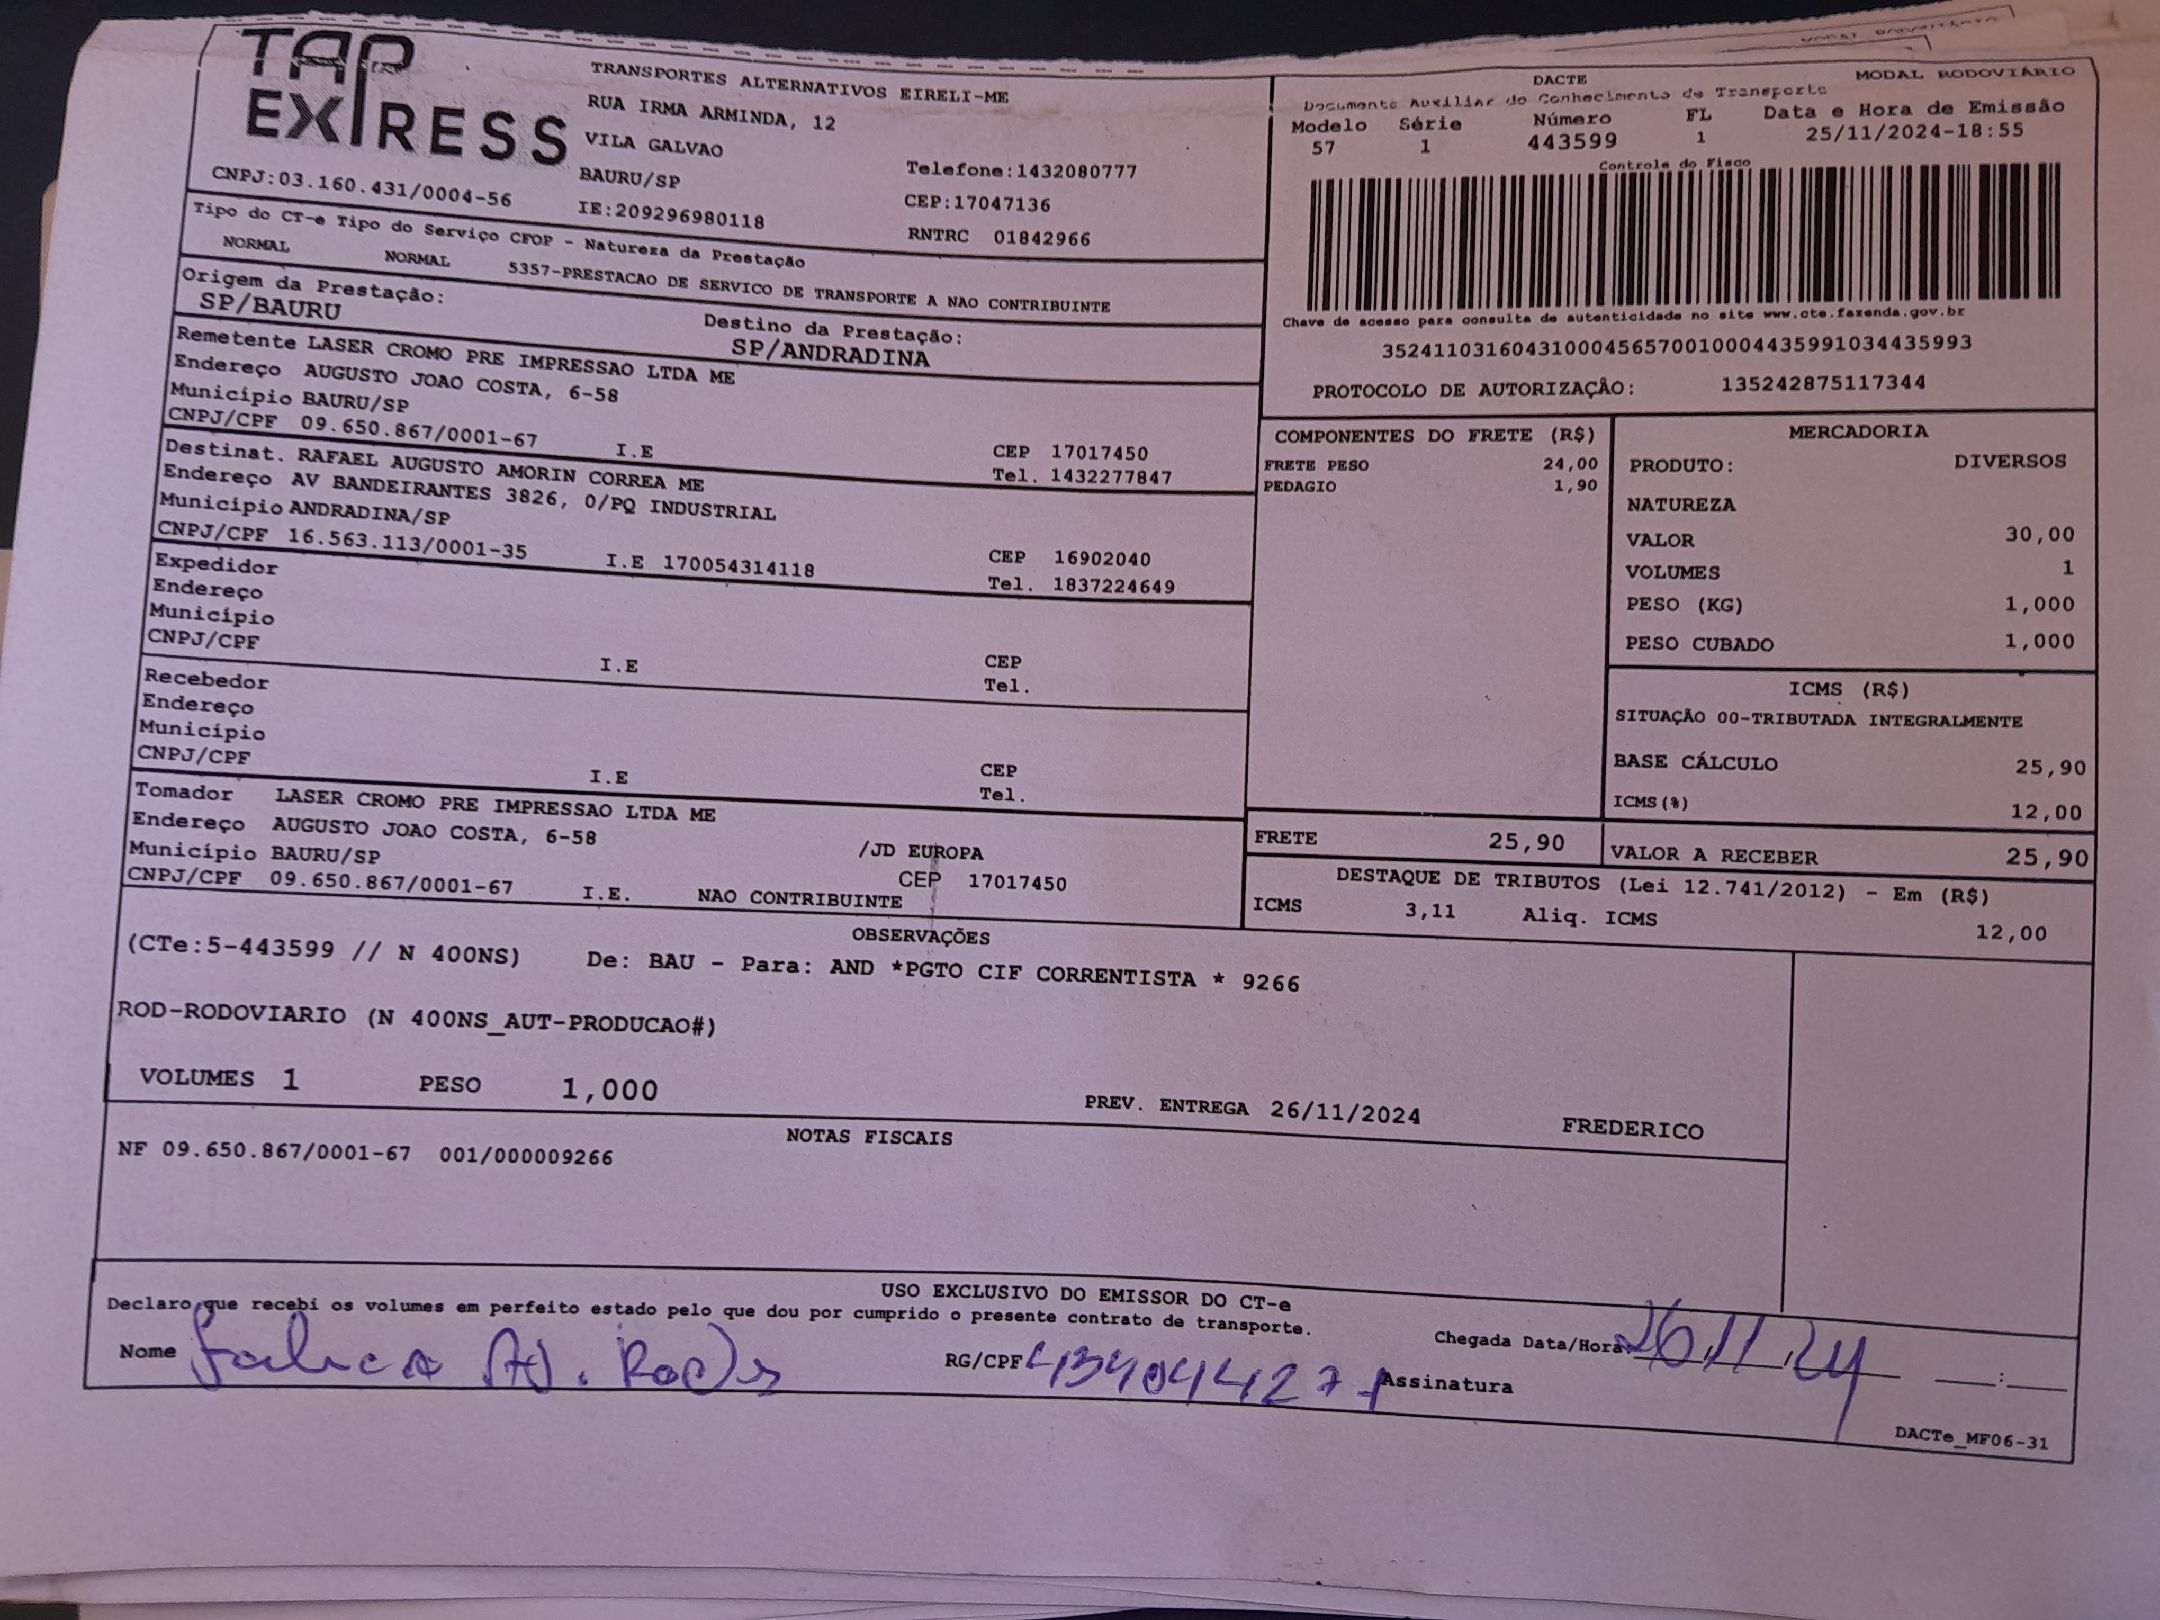 TAP EXPRESS
CNPJ:03.160.431/0004-56
TRANSPORTES ALTERNATIVOS EIRELI-ME
RUA IRMA ARMINDA, 12
VILA GALVAO
BAURU/SP Telefone:1432080777
IE:209296980118 CEP:17047136
RNTRC 01842966
DACTE MODAL RODOVIÁRIO
Documento Auxiliar do Conhecimento de Transporte
Modelo Série Número FL Data e Hora de Emissão
57 1 443599 1 25/11/2024-18:55
Controle do Fisco
Chave de acesso para consulta de autenticidade no site www.cte.fazenda.gov.br
35241103160431000456570010004435991034435993
PROTOCOLO DE AUTORIZAÇÃO: 135242875117344
Tipo do CT-e Tipo do Serviço CFOP - Natureza da Prestação
NORMAL NORMAL 5357-PRESTACAO DE SERVICO DE TRANSPORTE A NAO CONTRIBUINTE
Origem da Prestação: Destino da Prestação:
SP/BAURU SP/ANDRADINA
Remetente LASER CROMO PRE IMPRESSAO LTDA ME
Endereço AUGUSTO JOAO COSTA, 6-58
Município BAURU/SP CEP 17017450
CNPJ/CPF 09.650.867/0001-67 I.E Tel. 1432277847
Destinat. RAFAEL AUGUSTO AMORIN CORREA ME
Endereço AV BANDEIRANTES 3826, 0/PQ INDUSTRIAL
Município ANDRADINA/SP CEP 16902040
CNPJ/CPF 16.563.113/0001-35 I.E 170054314118 Tel. 1837224649
Expedidor
Endereço
Município CEP
CNPJ/CPF I.E Tel.
Recebedor
Endereço
Município CEP
CNPJ/CPF I.E Tel.
Tomador LASER CROMO PRE IMPRESSAO LTDA ME
Endereço AUGUSTO JOAO COSTA, 6-58 /JD EUROPA
Município BAURU/SP CEP 17017450
CNPJ/CPF 09.650.867/0001-67 I.E. NAO CONTRIBUINTE
COMPONENTES DO FRETE (R$)
FRETE PESO 24,00
PEDAGIO 1,90
MERCADORIA
PRODUTO: DIVERSOS
NATUREZA
VALOR 30,00
VOLUMES 1
PESO (KG) 1,000
PESO CUBADO 1,000
ICMS (R$)
SITUAÇÃO 00-TRIBUTADA INTEGRALMENTE
BASE CÁLCULO 25,90
ICMS(%) 12,00
FRETE 25,90 VALOR A RECEBER 25,90
DESTAQUE DE TRIBUTOS (Lei 12.741/2012) - Em (R$)
ICMS 3,11 Aliq. ICMS 12,00
OBSERVAÇÕES
(CTe:5-443599 // N 400NS) De: BAU - Para: AND *PGTO CIF CORRENTISTA * 9266
ROD-RODOVIARIO (N 400NS_AUT-PRODUCAO#)
VOLUMES 1 PESO 1,000 PREV. ENTREGA 26/11/2024 FREDERICO
NOTAS FISCAIS
NF 09.650.867/0001-67 001/000009266
USO EXCLUSIVO DO EMISSOR DO CT-e
Declaro que recebi os volumes em perfeito estado pelo que dou por cumprido o presente contrato de transporte.
Nome RG/CPF Assinatura Chegada Data/Hora: 26,11,24 __:__
DACTe_MF06-31